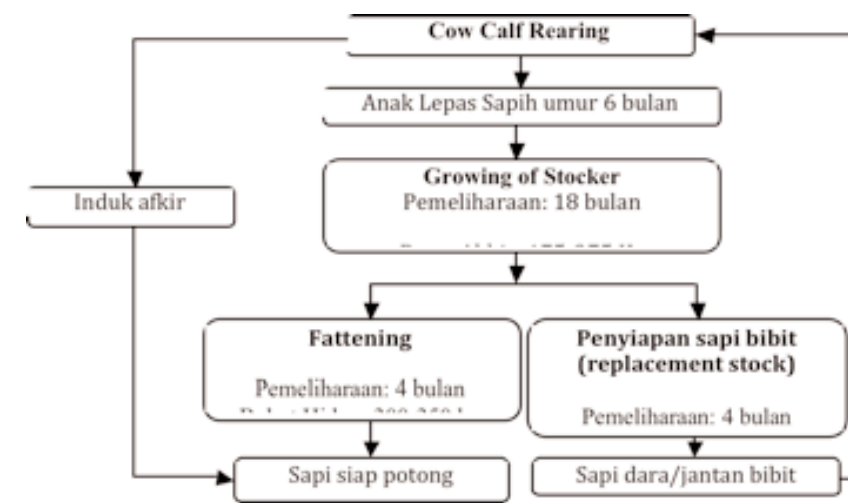 Cow Calf Rearing
Anak Lepas Sapih umur 6 bulan
Induk afkir
Growing of Stocker
Pemeliharaan: 18 bulan
Fattening
Pemeliharaan: 4 bulan
Penyiapan sapi bibit
(replacement stock)
Pemeliharaan: 4 bulan
Sapi siap potong
Sapi dara/jantan bibit